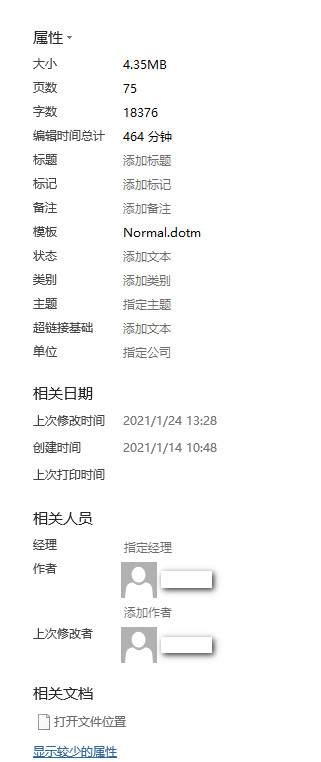 属性
大小 4.35MB
页数 75
字数 18376
编辑时间总计 464 分钟
标题 添加标题
标记 添加标记
备注 添加备注
模板 Normal.dotm
状态 添加文本
类别 添加类别
主题 指定主题
超链接基础 添加文本
单位 指定公司
相关日期
上次修改时间 2021/1/24 13:28
创建时间 2021/1/14 10:48
上次打印时间
相关人员
经理 指定经理
作者
添加作者
上次修改者
相关文档
打开文件位置
显示较少的属性